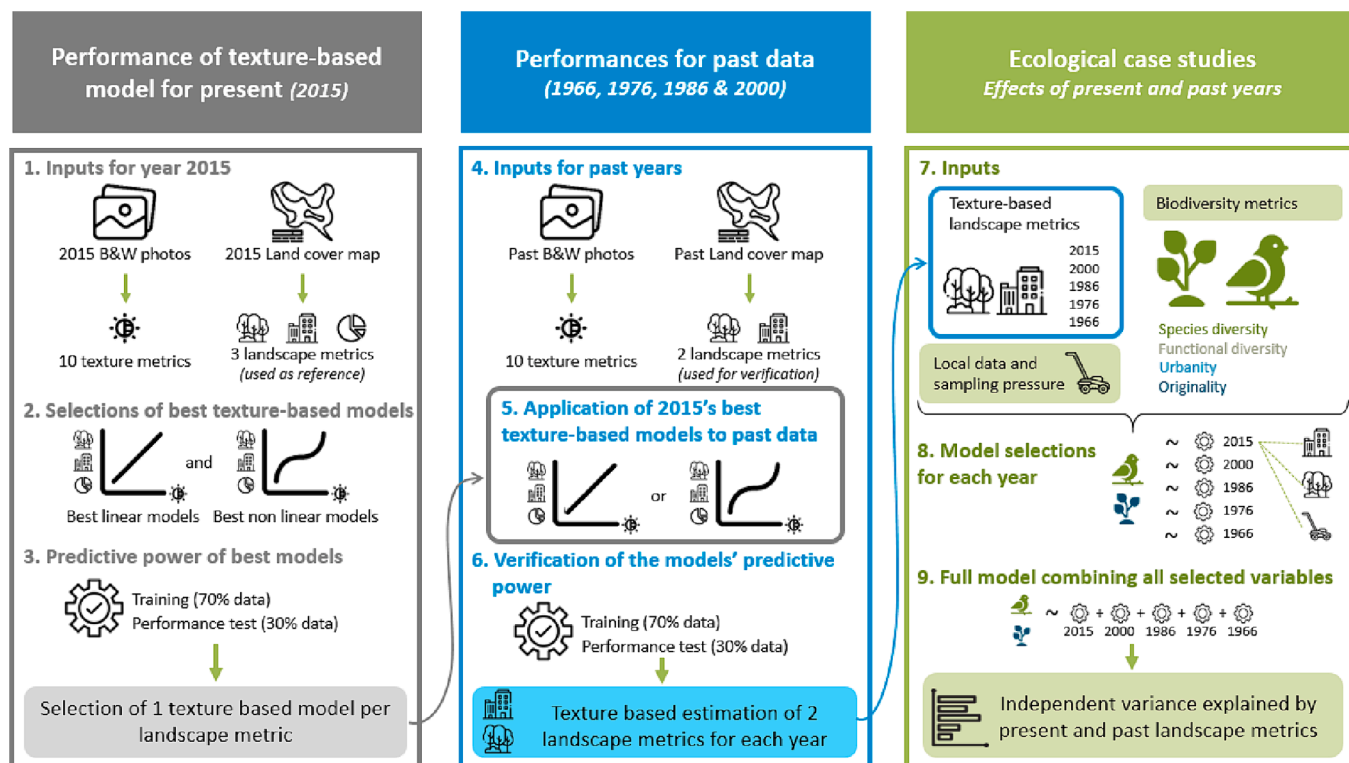 Performance of texture-based
model for present (2015)
1. Inputs for year 2015
2015 B&W photos
2015 Land cover map
10 texture metrics
3 landscape metrics
(used as reference)
2. Selections of best texture-based models
and
Best linear models
Best non linear models
3. Predictive power of best models
Training (70% data)
Performance test (30% data)
Selection of 1 texture based model per
landscape metric
Performances for past data
(1966, 1976, 1986 & 2000)
4. Inputs for past years
Past B&W photos
Past Land cover map
10 texture metrics
2 landscape metrics
(used for verification)
5. Application of 2015's best
texture-based models to past data
or
6. Verification of the models' predictive
power
Training (70% data)
Performance test (30% data)
Texture based estimation of 2
landscape metrics for each year
Ecological case studies
Effects of present and past years
7. Inputs
Texture-based
landscape metrics
2015
2000
1986
1976
1966
Biodiversity metrics
Species diversity
Functional diversity
Urbanity
Originality
Local data and
sampling pressure
8. Model selections
for each year
~ 2015
~ 2000
~ 1986
~ 1976
~ 1966
9. Full model combining all selected variables
~ + + + +
2015 2000 1986 1976 1966
Independent variance explained by
present and past landscape metrics